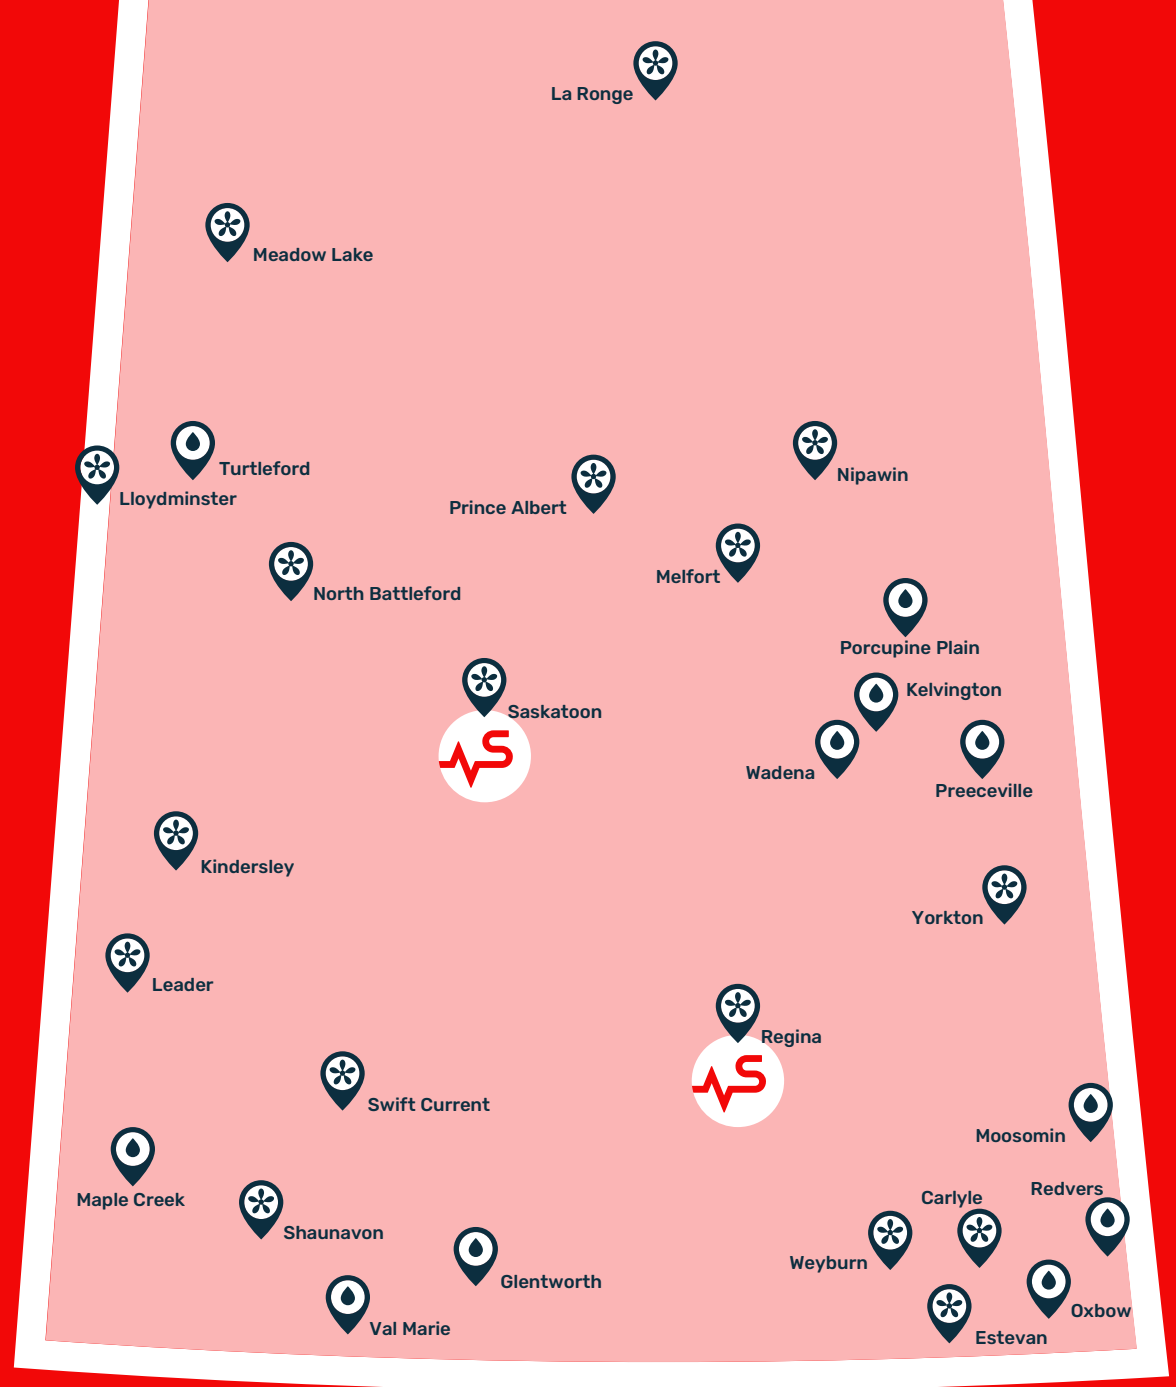 La Ronge
Meadow Lake
Turtleford
Nipawin
Lloydminster
Prince Albert
Melfort
North Battleford
Porcupine Plain
Kelvington
Saskatoon
S
Wadena
Preeceville
Kindersley
Yorkton
Leader
Regina
S
Swift Current
Moosomin
Maple Creek
Redvers
Carlyle
Shaunavon
Weyburn
Glentworth
Oxbow
Val Marie
Estevan